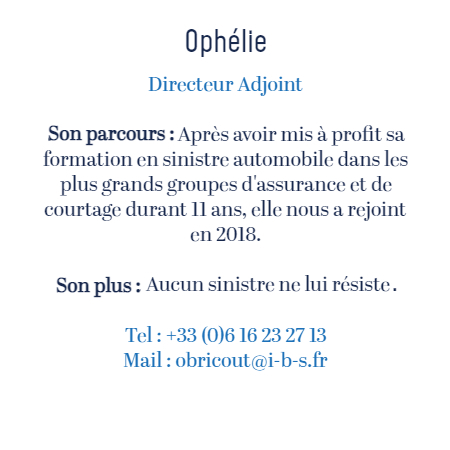 Ophélie
Directeur Adjoint
Son parcours : Après avoir mis à profit sa
formation en sinistre automobile dans les
plus grands groupes d'assurance et de
courtage durant 11 ans, elle nous a rejoint
en 2018.
Son plus : Aucun sinistre ne lui résiste.
Tel : +33 (0)6 16 23 27 13
Mail : obricout@i-b-s.fr